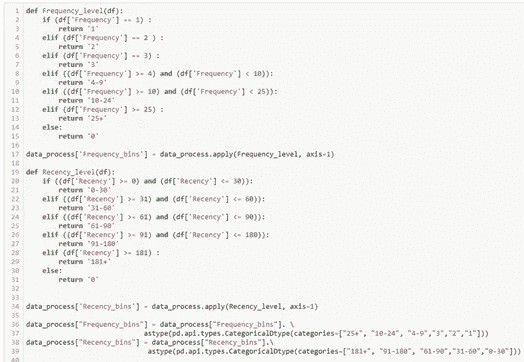 1 def Frequency_level(df):
2 if (df['Frequency'] == 1) :
3 return '1'
4 elif (df['Frequency'] == 2 ) :
5 return '2'
6 elif (df['Frequency'] == 3) :
7 return '3'
8 elif ((df['Frequency'] >= 4) and (df['Frequency'] < 10)):
9 return '4-9'
10 elif ((df['Frequency'] >= 10) and (df['Frequency'] < 25)):
11 return '10-24'
12 elif (df['Frequency'] >= 25) :
13 return '25+'
14 else:
15 return '0'
16
17 data_process['Frequency_bins'] = data_process.apply(Frequency_level, axis=1)
18
19 def Recency_level(df):
20 if ((df['Recency'] >= 0) and (df['Recency'] <= 30)):
21 return '0-30'
22 elif ((df['Recency'] >= 31) and (df['Recency'] <= 60)):
23 return '31-60'
24 elif ((df['Recency'] >= 61) and (df['Recency'] <= 90)):
25 return '61-90'
26 elif ((df['Recency'] >= 91) and (df['Recency'] <= 180)):
27 return '91-180'
28 elif (df['Recency'] >= 181) :
29 return '181+'
30 else:
31 return '0'
32
33
34 data_process['Recency_bins'] = data_process.apply(Recency_level, axis=1)
35
36 data_process["Frequency_bins"] = data_process["Frequency_bins"]. \
37 astype(pd.api.types.CategoricalDtype(categories=["25+", "10-24", "4-9","3","2","1"]))
38 data_process["Recency_bins"] = data_process["Recency_bins"].\
39 astype(pd.api.types.CategoricalDtype(categories=["181+", "91-180", "61-90","31-60","0-30"]))
40